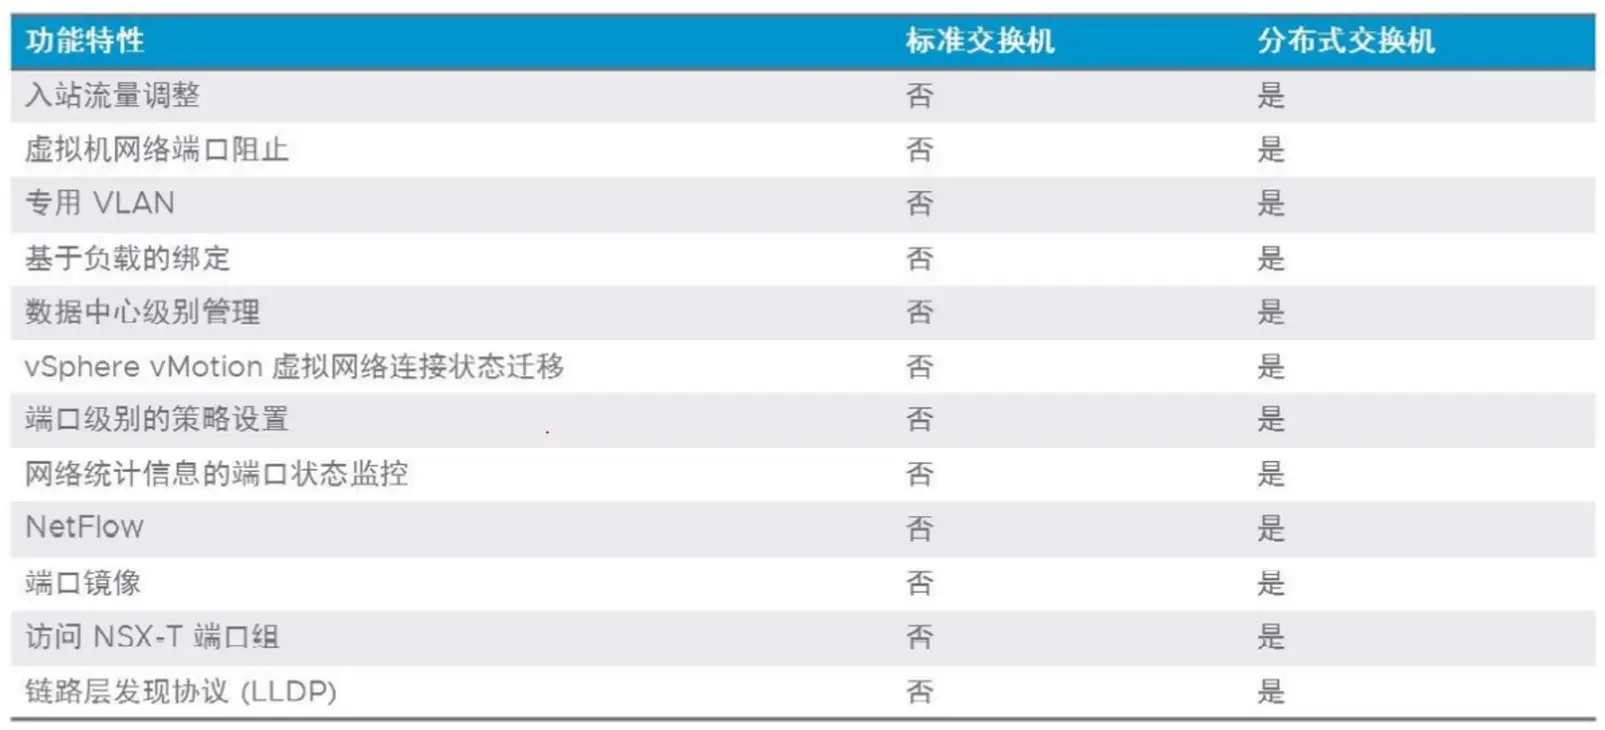 功能特性 标准交换机 分布式交换机
入站流量调整 否 是
虚拟机网络端口阻止 否 是
专用 VLAN 否 是
基于负载的绑定 否 是
数据中心级别管理 否 是
vSphere vMotion 虚拟网络连接状态迁移 否 是
端口级别的策略设置 否 是
网络统计信息的端口状态监控 否 是
NetFlow 否 是
端口镜像 否 是
访问 NSX-T 端口组 否 是
链路层发现协议 (LLDP) 否 是